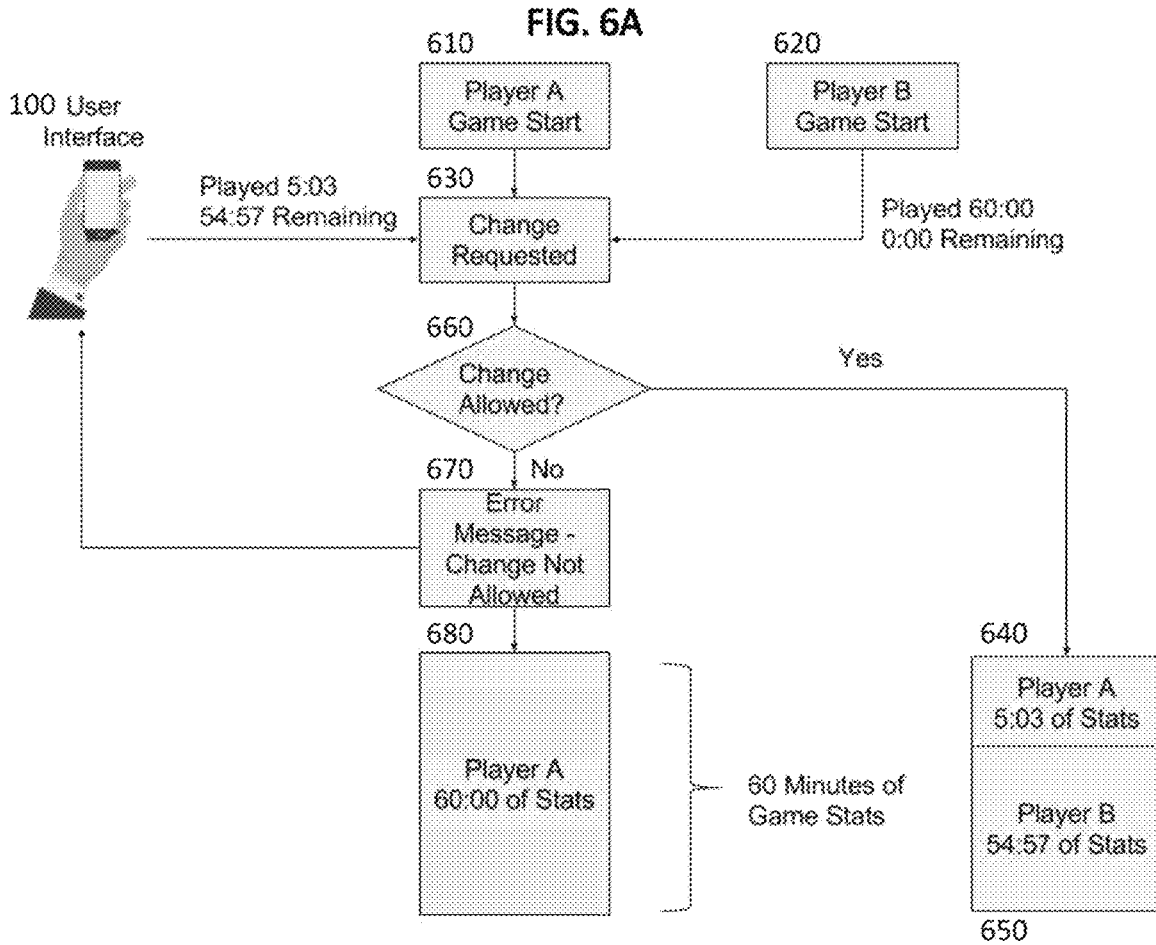 FIG. 6A
610
620
Player A
Game Start
Player B
Game Start
100 User
Interface
630
Played 5:03
54:57 Remaining
Change
Requested
Played 60:00
0:00 Remaining
660
Change
Allowed?
Yes
670
No
Error
Message -
Change Not
Allowed
680
640
Player A
5:03 of Stats
Player A
60:00 of Stats
60 Minutes of
Game Stats
Player B
54:57 of Stats
650